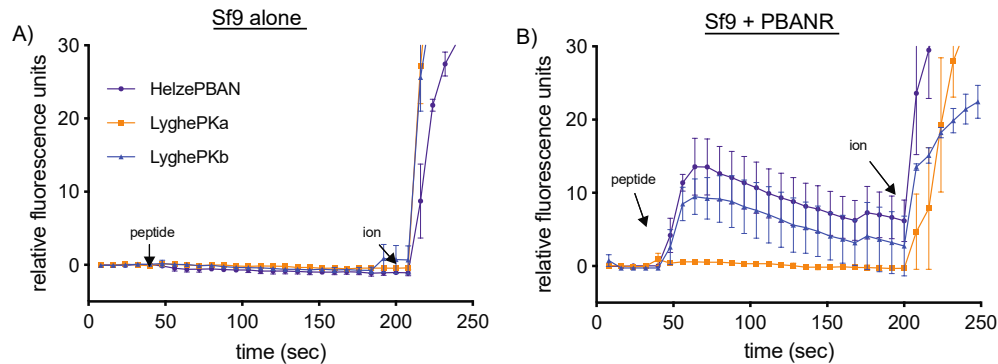 Sf9 alone
A)
relative fluorescence units
30
20
10
0
HelzePBAN
LyghePKa
LyghePKb
peptide
ion
0
50
100
150
200
250
time (sec)
Sf9 + PBANR
B)
relative fluorescence units
30
20
10
0
peptide
ion
0
50
100
150
200
250
time (sec)